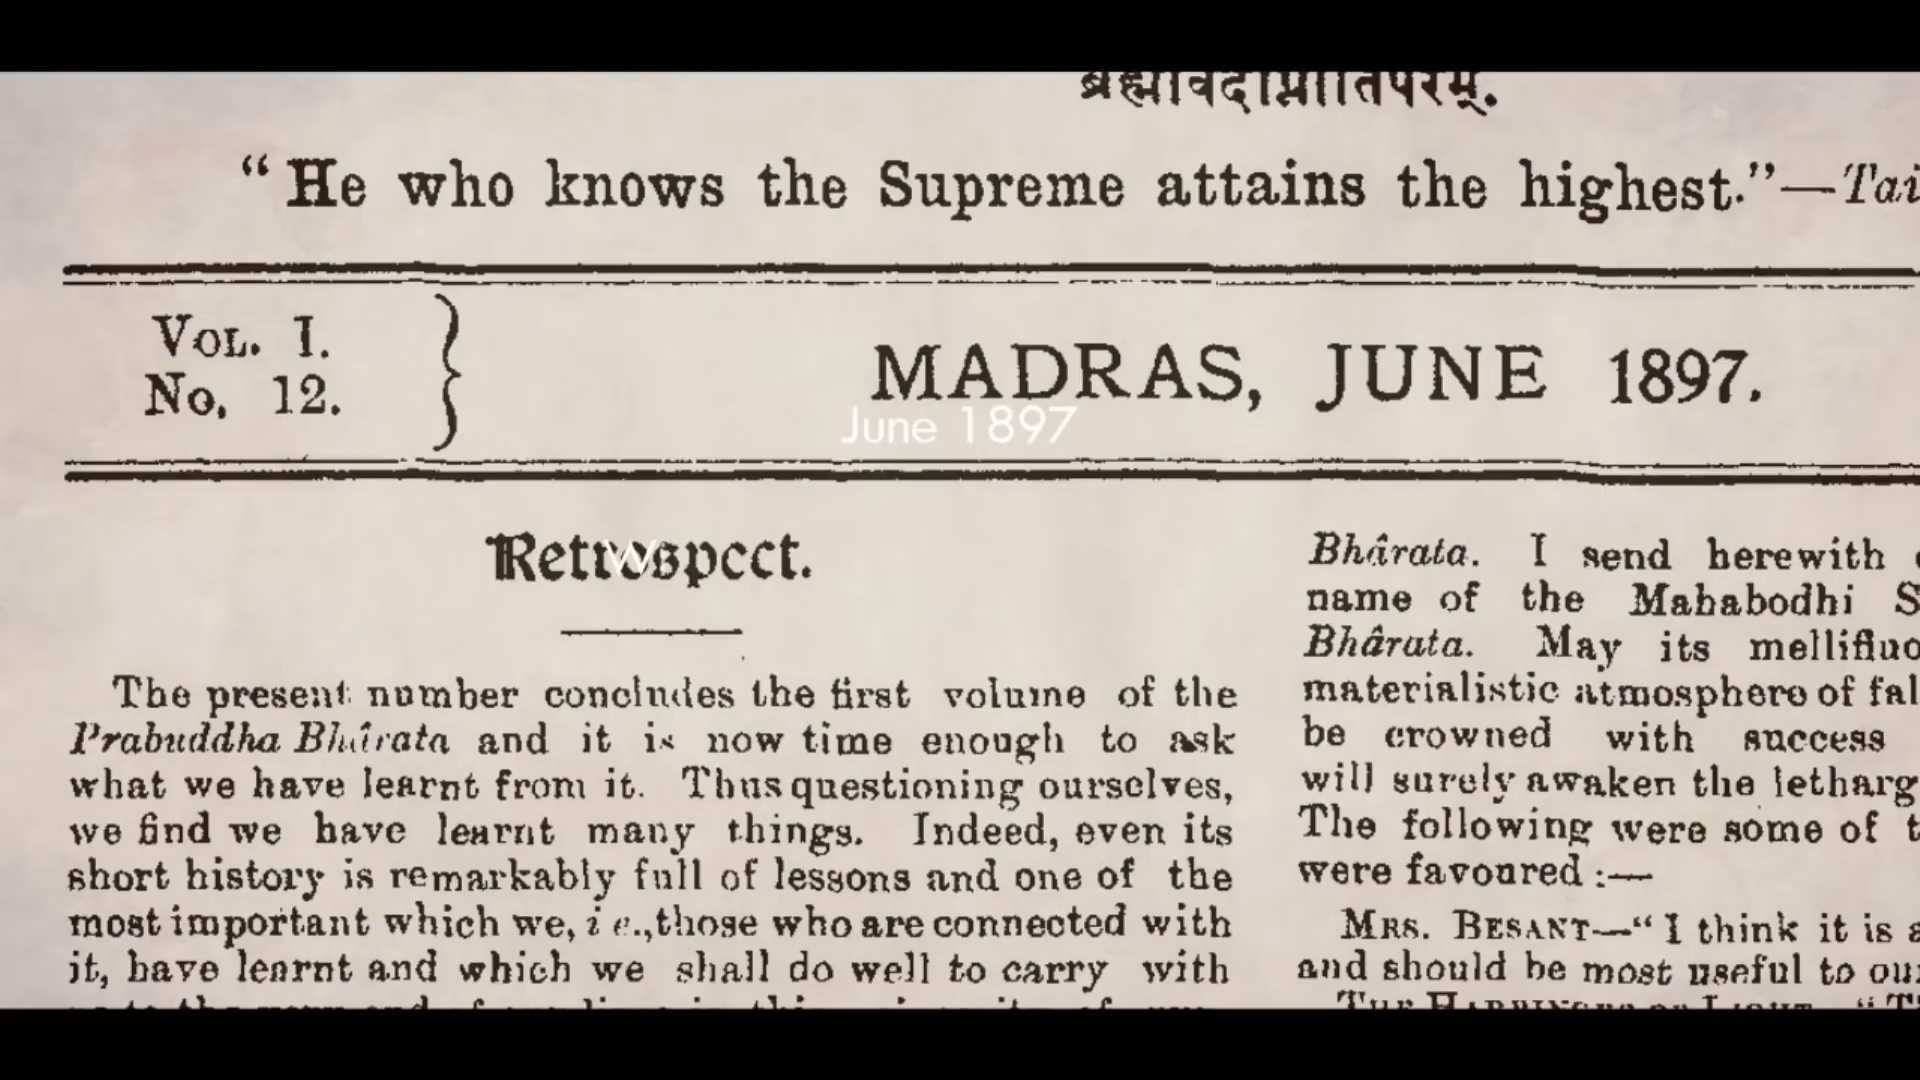 ब्रह्मविदाप्नोतिपरम्.
“He who knows the Supreme attains the highest.”—Tai
VOL. I.
No. 12.
MADRAS, JUNE 1897.
June 1897
Retrospect.
W
The present number concludes the first volume of the
Prabuddha Bhârata and it is now time enough to ask
what we have learnt from it. Thus questioning ourselves,
we find we have learnt many things. Indeed, even its
short history is remarkably full of lessons and one of the
most important which we, i e., those who are connected with
it, have learnt and which we shall do well to carry with
Bhârata. I send herewith
name of the Mahabodhi S
Bhârata. May its mellifluo
materialistic atmosphere of fal
be crowned with success
will surely awaken the letharg
The following were some of t
were favoured :—
MRS. BESANT—“I think it is a
and should be most useful to ou